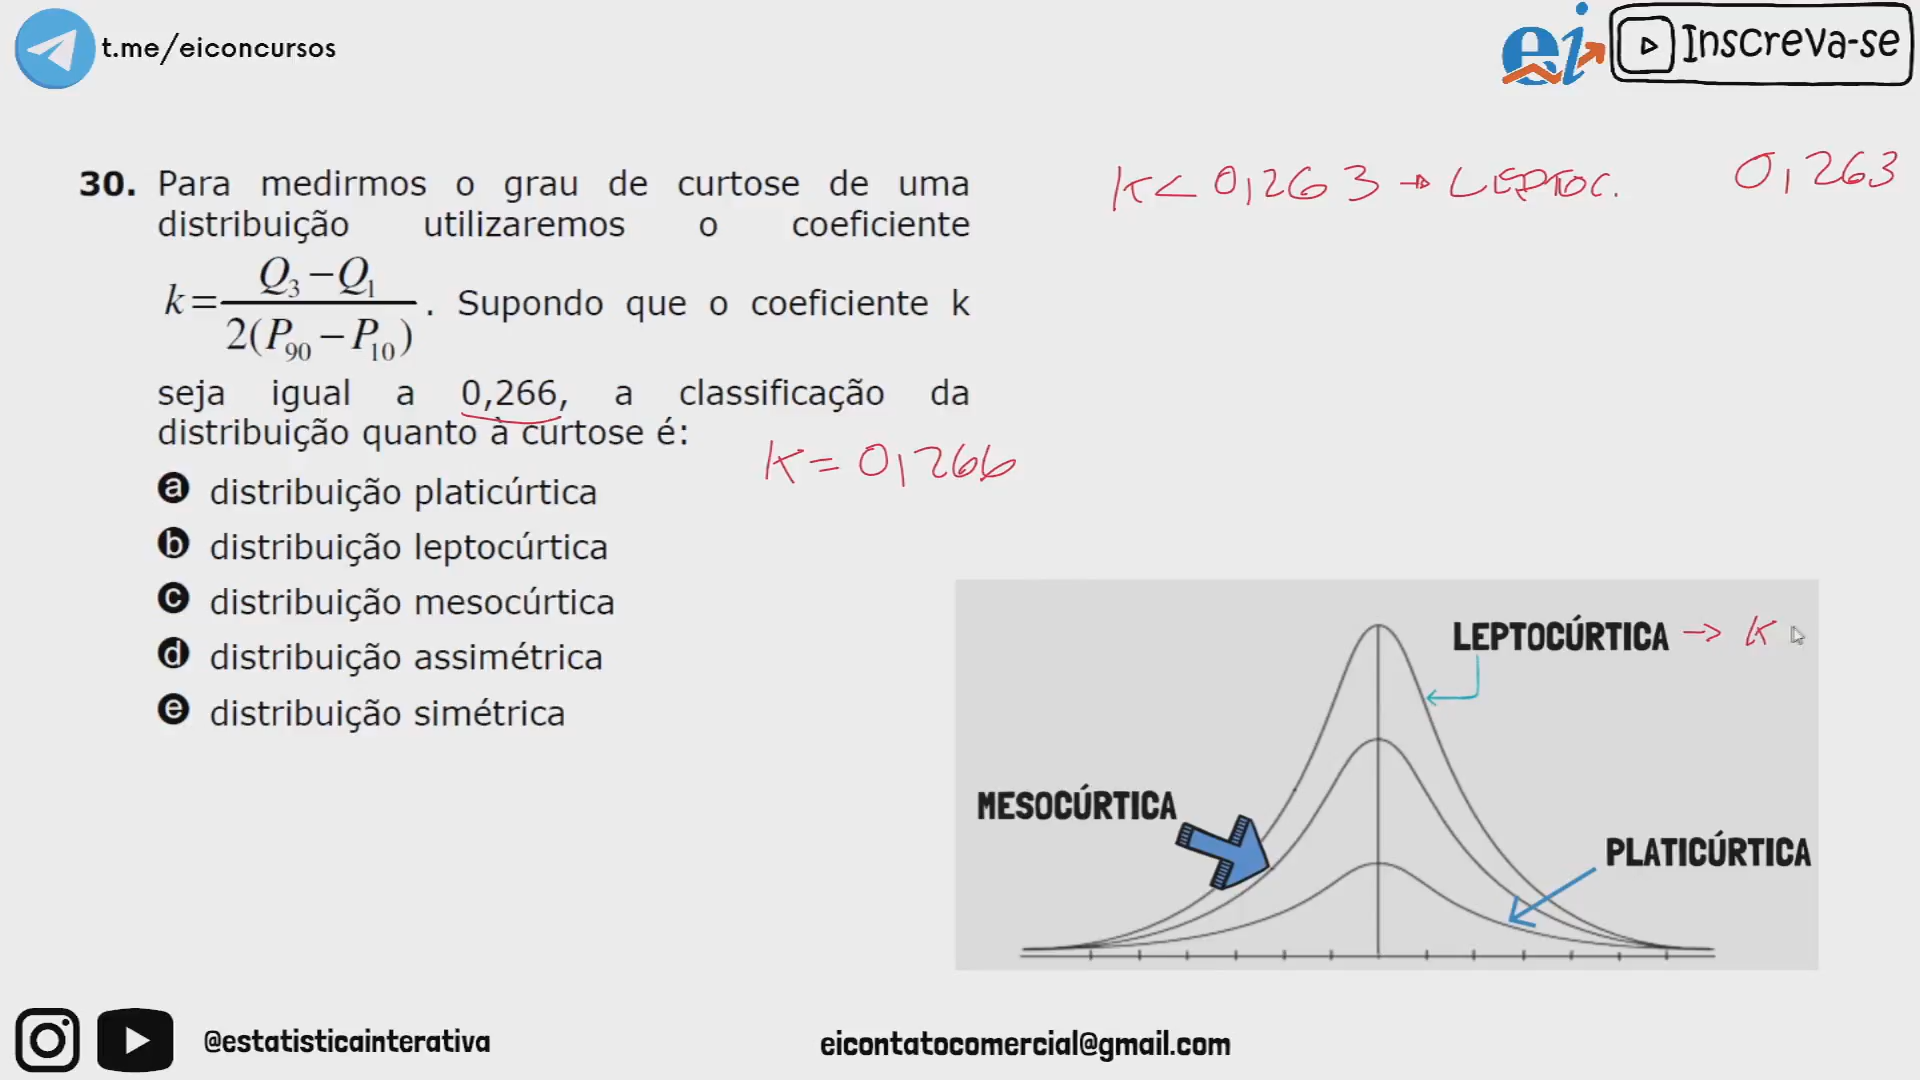 t.me/eiconcursos
ei
Inscreva-se
30. Para medirmos o grau de curtose de uma
distribuição utilizaremos o coeficiente
k = Q3 − Q1 / 2(P90 − P10) . Supondo que o coeficiente k
seja igual a 0,266, a classificação da
distribuição quanto à curtose é:
a distribuição platicúrtica
b distribuição leptocúrtica
c distribuição mesocúrtica
d distribuição assimétrica
e distribuição simétrica
K = 0,266
K < 0,263 → LEPTOC.
0,263
LEPTOCÚRTICA → K
MESOCÚRTICA
PLATICÚRTICA
@estatisticainterativa
eicontatocomercial@gmail.com